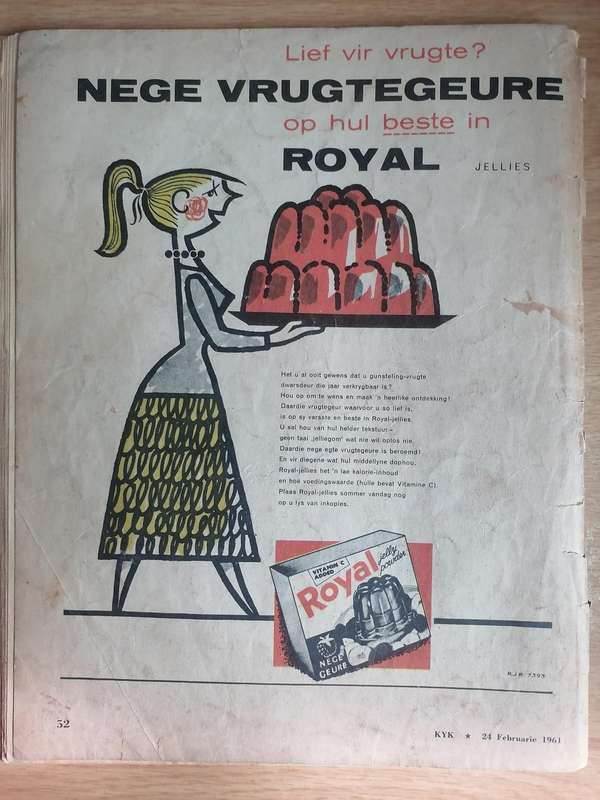 Lief vir vrugte?
NEGE VRUGTEGEURE
op hul beste in
ROYAL JELLIES
Het u al ooit gewens dat u gunsteling-vrugte
dwarsdeur die jaar verkrygbaar is?
Hou op om te wens en maak 'n heerlike ontdekking!
Daardie vrugtegeur waarvoor u so lief is,
is op sy varsste en beste in Royal-jellies.
U sal hou van hul helder tekstuur –
geen taai 'jelliegom' wat nie wil oplos nie.
Daardie nege egte vrugtegeure is beroemd!
En vir diegene wat hul middellyne dophou,
Royal-jellies het 'n lae kalorie-inhoud
en hoë voedingswaarde (hulle bevat Vitamine C).
Plaas Royal-jellies sommer vandag nog
op u lys van inkopies.
VITAMIN C
ADDED
Royal
jelly
powder
NEGE
GEURE
52
KYK ★ 24 Februarie 1961